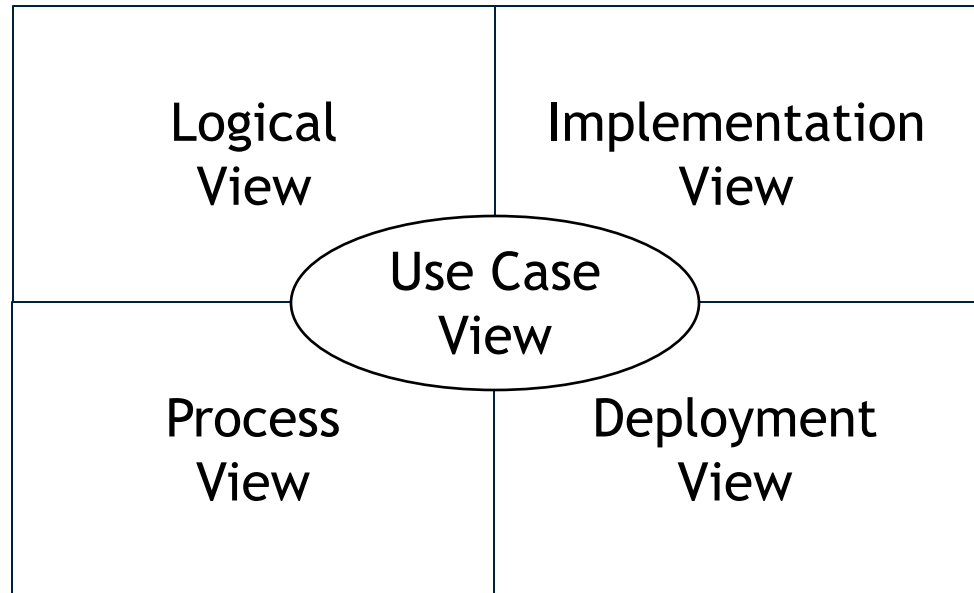 Logical
View
Implementation
View
Use Case
View
Process
View
Deployment
View